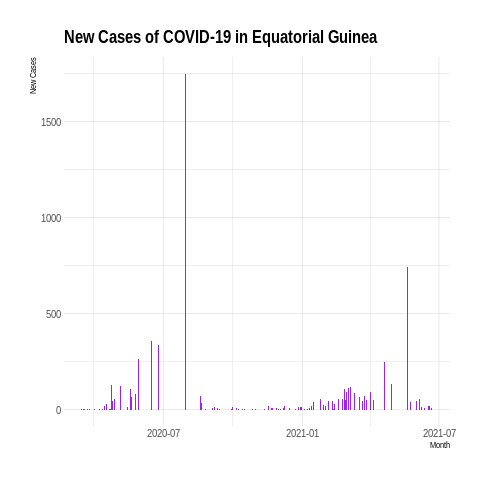 New Cases of COVID-19 in Equatorial Guinea
New Cases
1500
1000
500
0
2020-07 2021-01 2021-07
Month